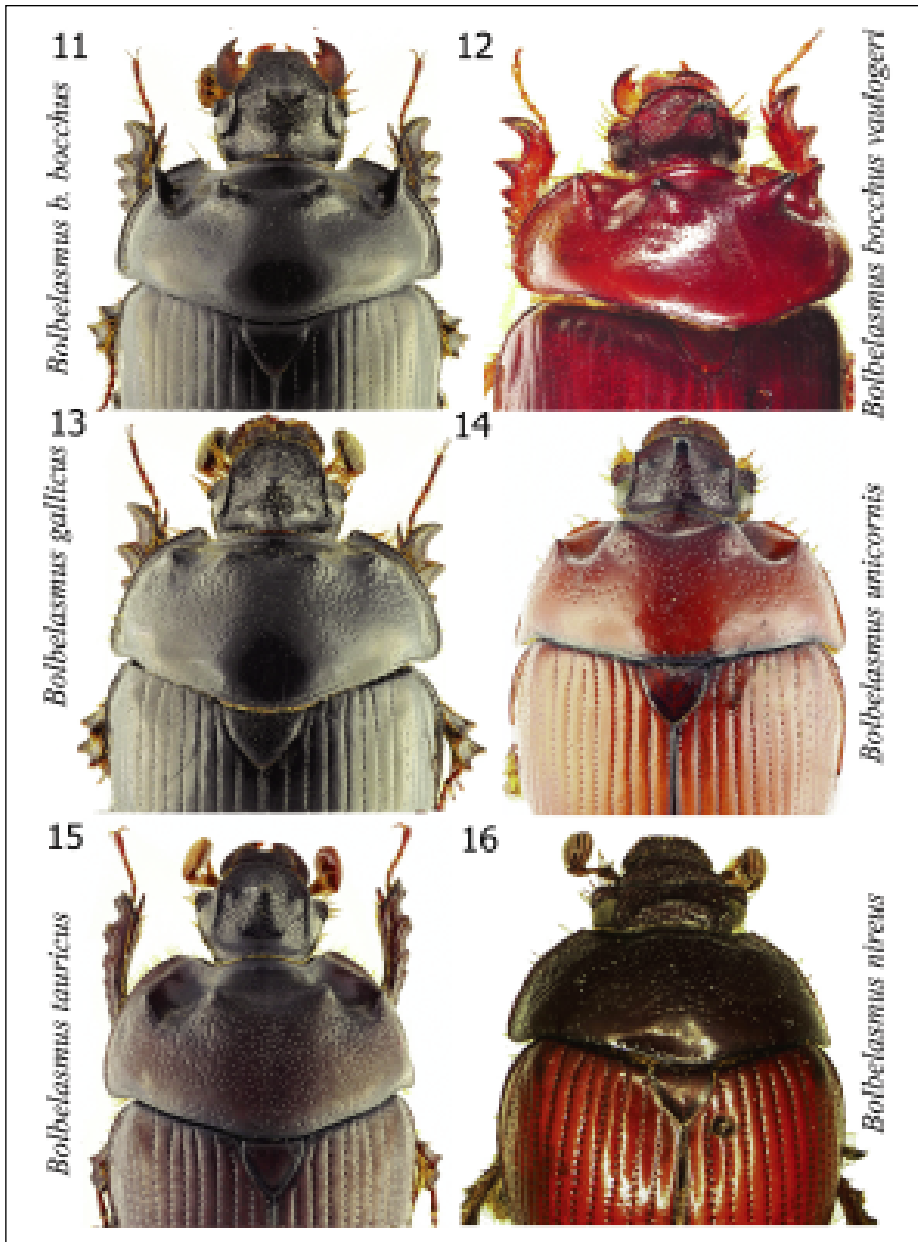 11
Bolbelasmus b. bocchus
12
Bolbelasmus bocchus vaulogeri
13
Bolbelasmus gallicus
14
Bolbelasmus unicornis
15
Bolbelasmus tauricus
16
Bolbelasmus nireus